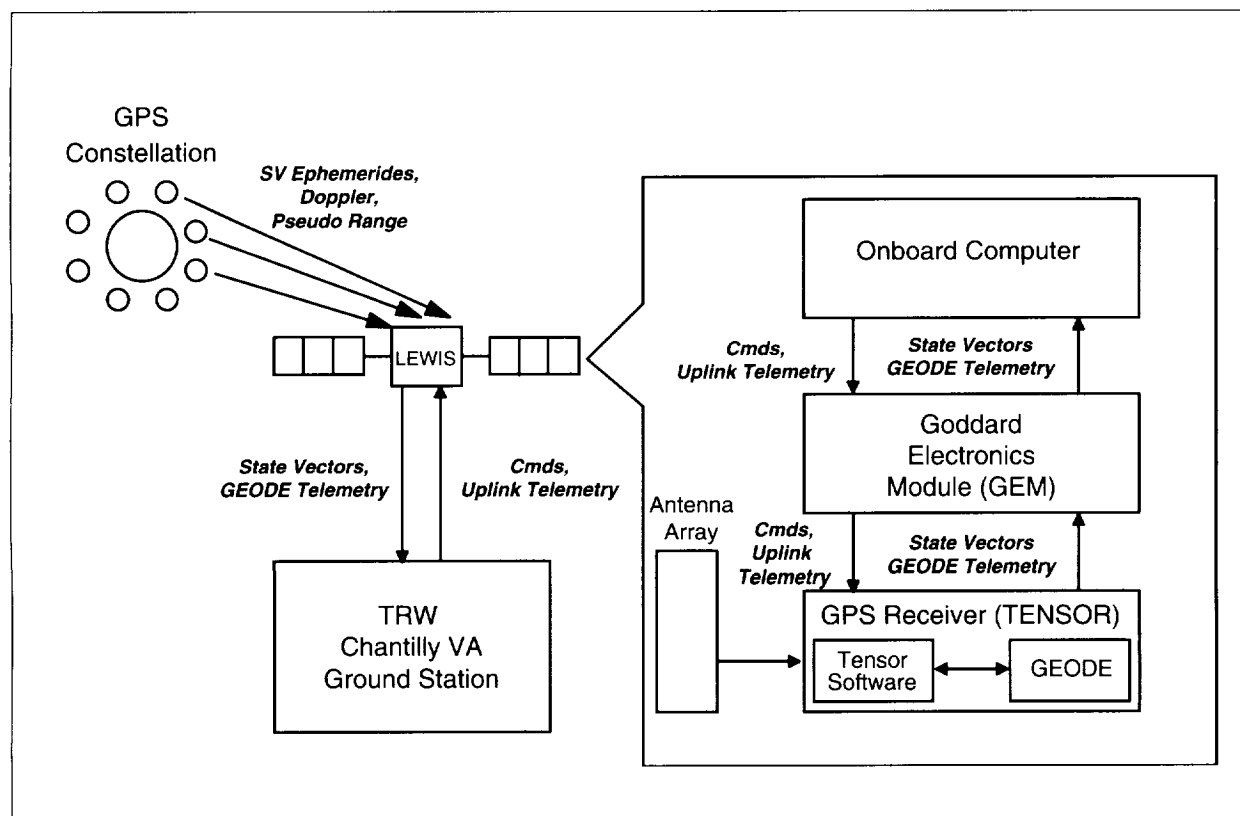 GPS
Constellation
SV Ephemerides,
Doppler,
Pseudo Range
LEWIS
State Vectors,
GEODE Telemetry
Cmds,
Uplink Telemetry
TRW
Chantilly VA
Ground Station
Onboard Computer
Cmds,
Uplink Telemetry
State Vectors
GEODE Telemetry
Goddard
Electronics
Module (GEM)
Antenna
Array
Cmds,
Uplink
Telemetry
State Vectors
GEODE Telemetry
GPS Receiver (TENSOR)
Tensor
Software
GEODE